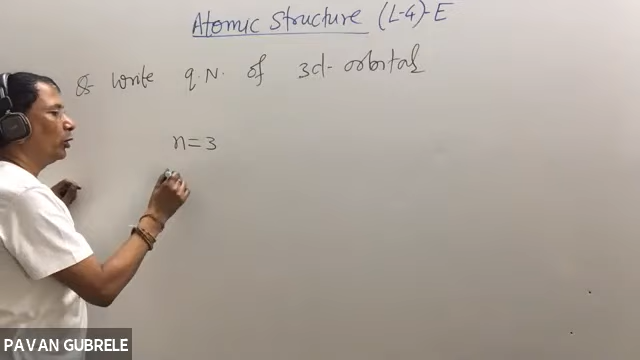 Atomic Structure (L-4)-E
Q Write q.N. of 3d-orbital
n=3
PAVAN GUBRELE